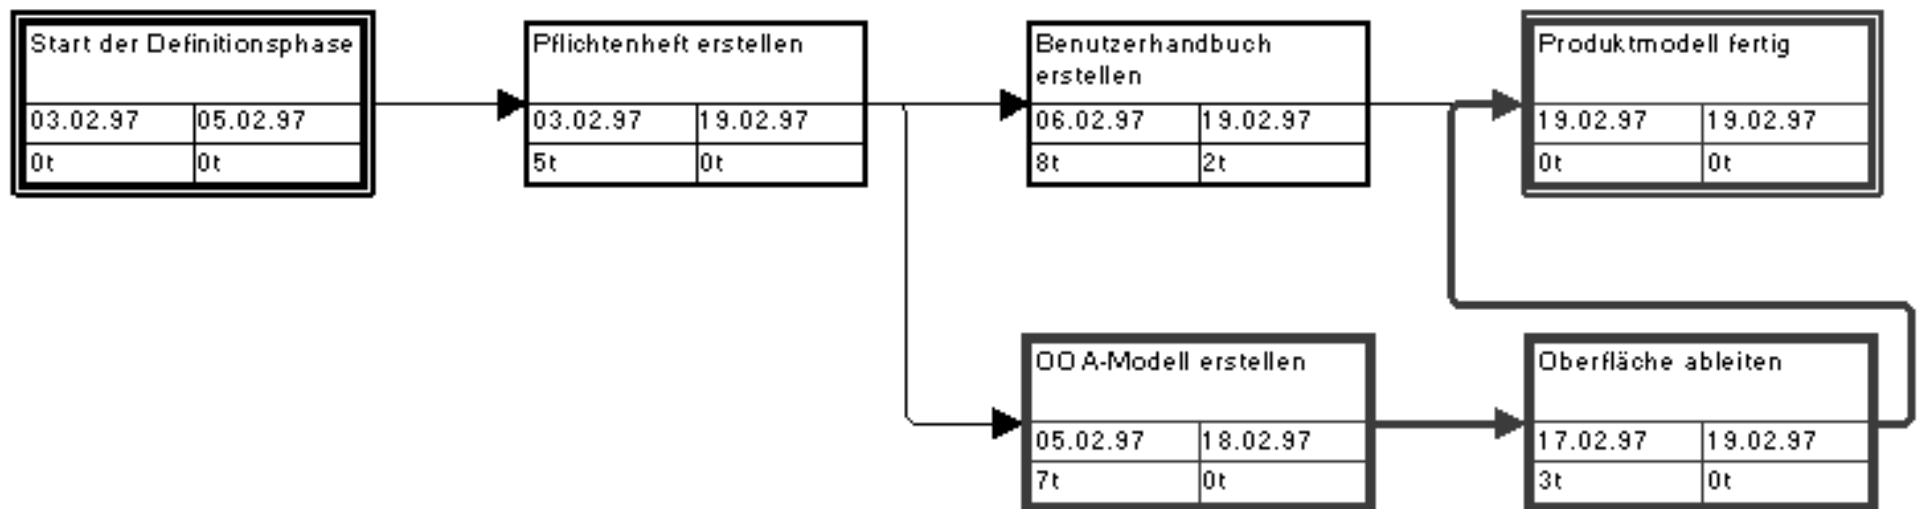 Start der Definitionsphase
03.02.97 05.02.97
0t 0t
Pflichtenheft erstellen
03.02.97 19.02.97
5t 0t
Benutzerhandbuch
erstellen
06.02.97 19.02.97
8t 2t
Produktmodell fertig
19.02.97 19.02.97
0t 0t
OOA-Modell erstellen
05.02.97 18.02.97
7t 0t
Oberfläche ableiten
17.02.97 19.02.97
3t 0t